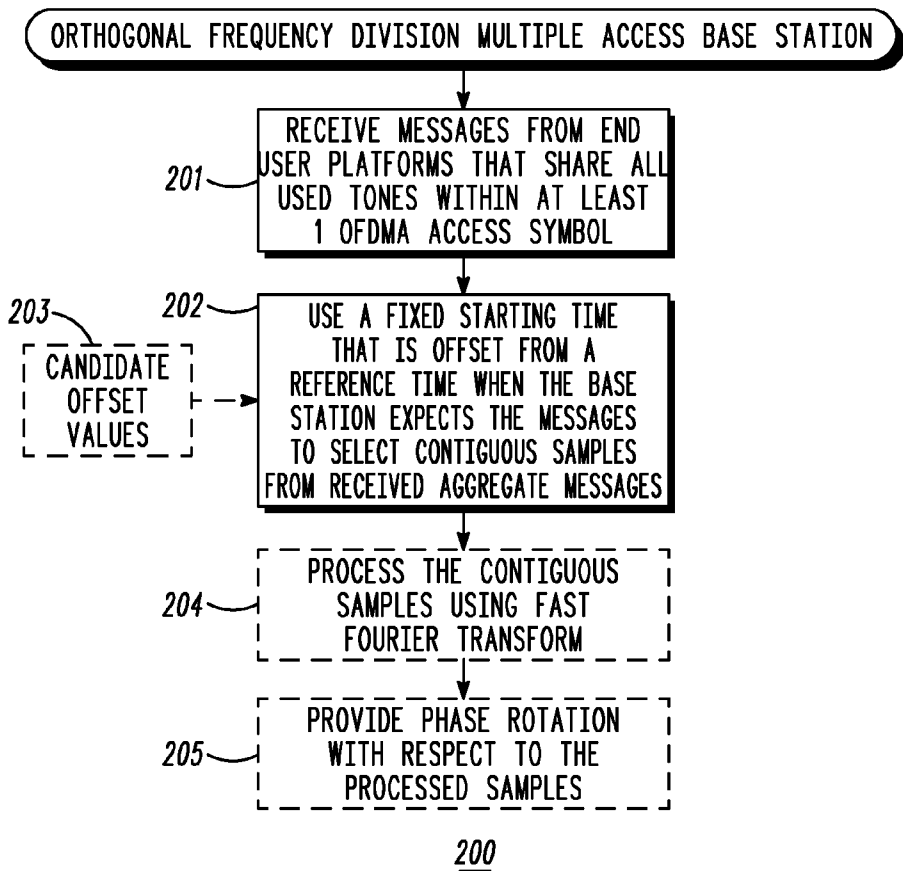 ORTHOGONAL FREQUENCY DIVISION MULTIPLE ACCESS BASE STATION
RECEIVE MESSAGES FROM END
USER PLATFORMS THAT SHARE ALL
USED TONES WITHIN AT LEAST
1 OFDMA ACCESS SYMBOL
201
202
USE A FIXED STARTING TIME
THAT IS OFFSET FROM A
REFERENCE TIME WHEN THE BASE
STATION EXPECTS THE MESSAGES
TO SELECT CONTIGUOUS SAMPLES
FROM RECEIVED AGGREGATE MESSAGES
203
CANDIDATE
OFFSET
VALUES
PROCESS THE CONTIGUOUS
SAMPLES USING FAST
FOURIER TRANSFORM
204
PROVIDE PHASE ROTATION
WITH RESPECT TO THE
PROCESSED SAMPLES
205
200